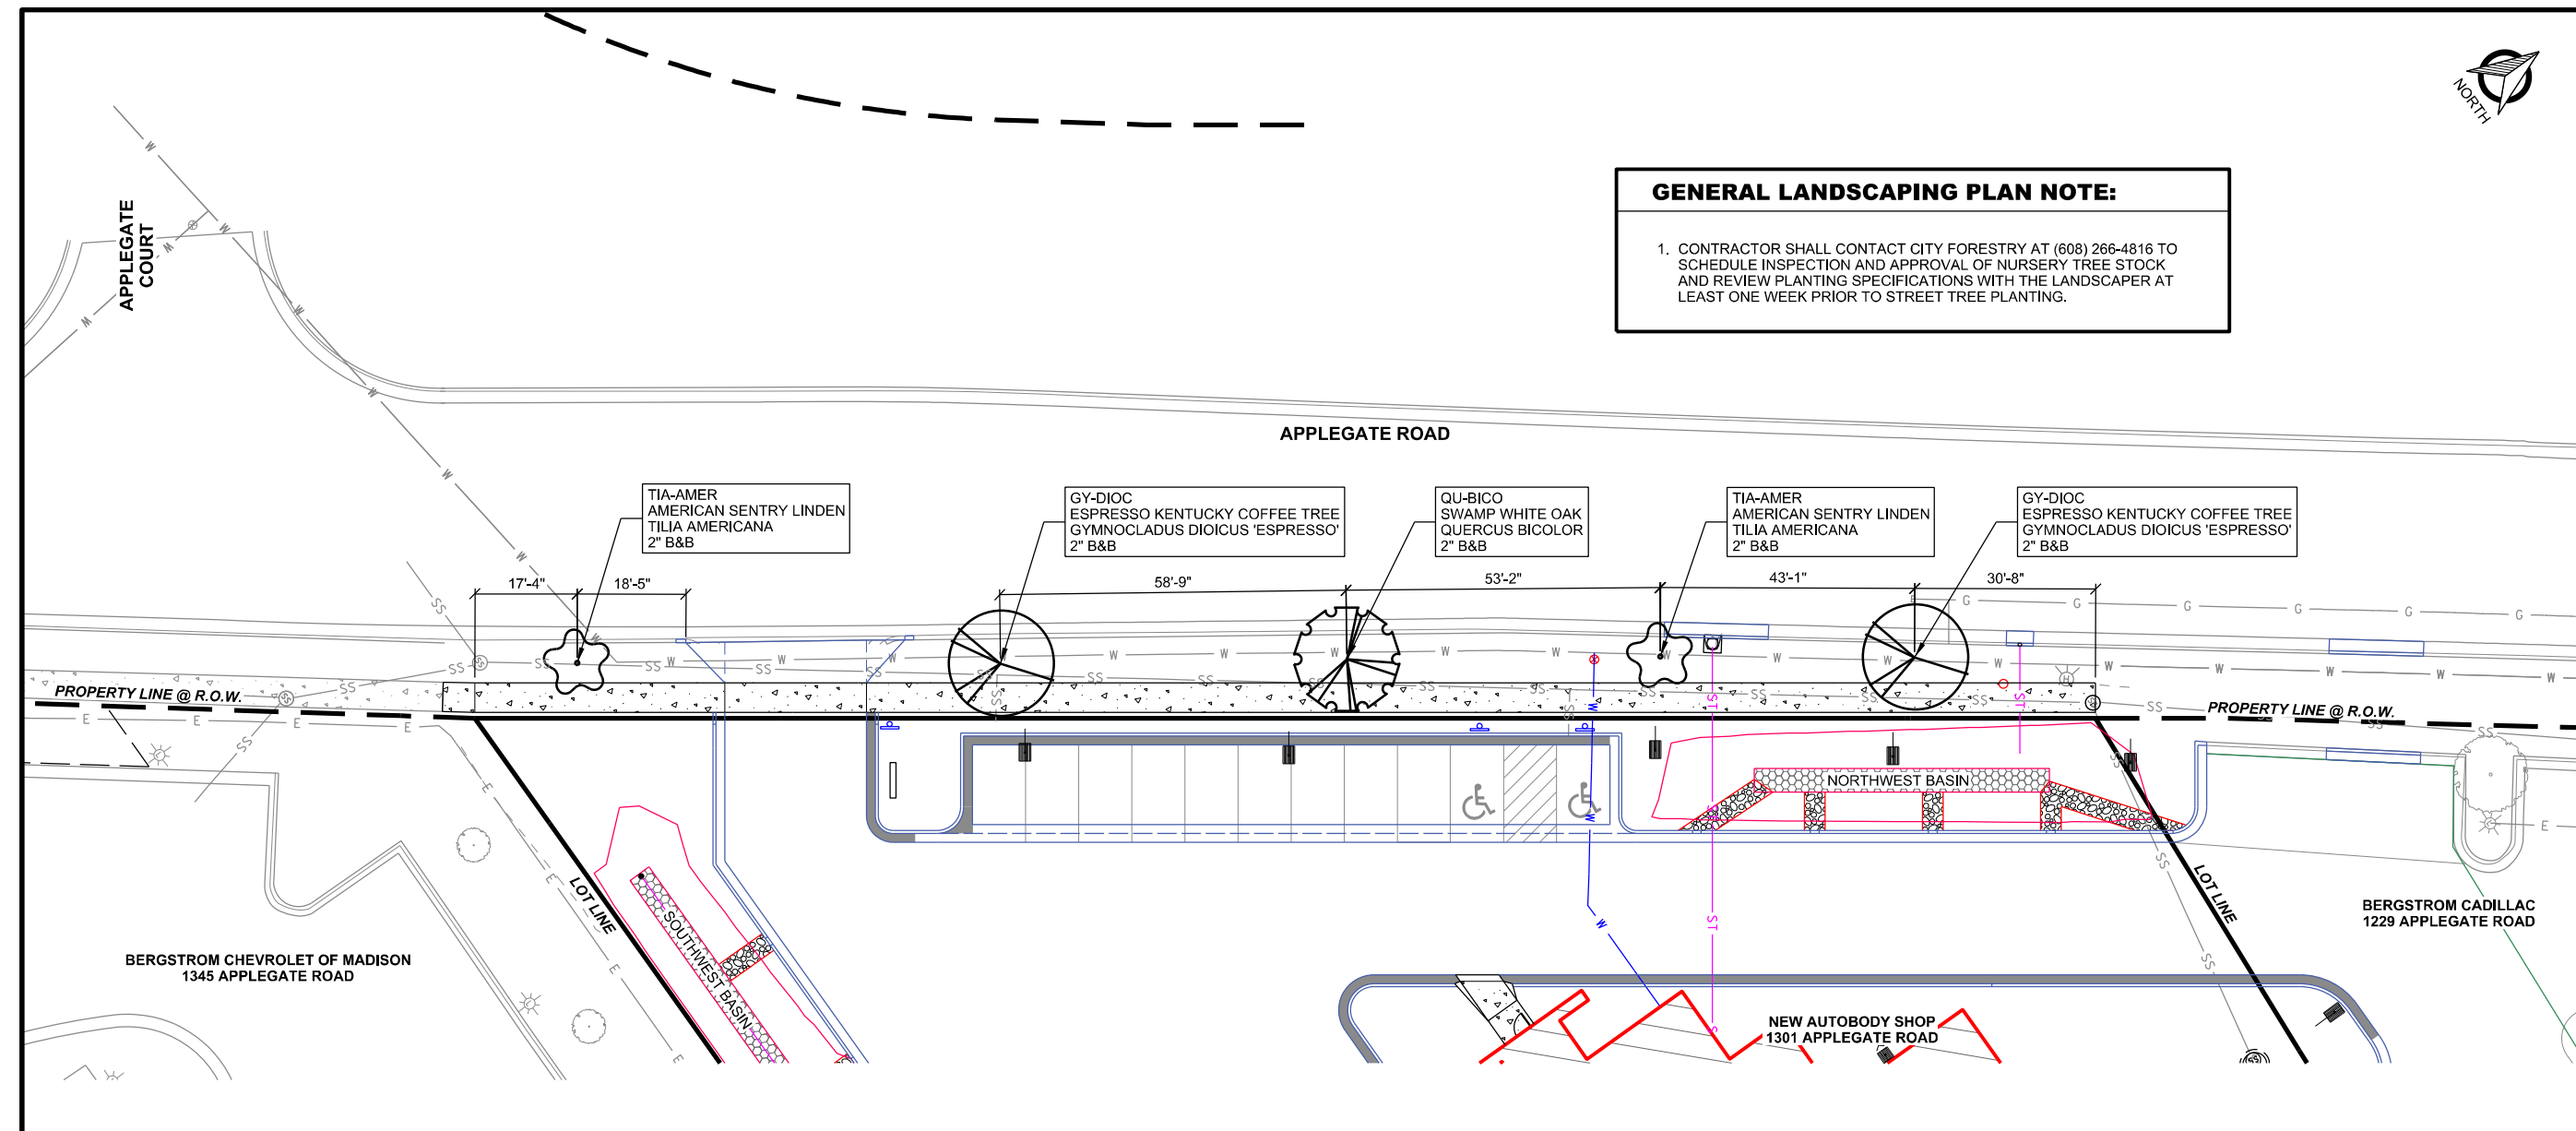 NORTH
GENERAL LANDSCAPING PLAN NOTE:
1. CONTRACTOR SHALL CONTACT CITY FORESTRY AT (608) 266-4816 TO
SCHEDULE INSPECTION AND APPROVAL OF NURSERY TREE STOCK
AND REVIEW PLANTING SPECIFICATIONS WITH THE LANDSCAPER AT
LEAST ONE WEEK PRIOR TO STREET TREE PLANTING.
APPLEGATE
COURT
APPLEGATE ROAD
TIA-AMER
AMERICAN SENTRY LINDEN
TILIA AMERICANA
2" B&B
GY-DIOC
ESPRESSO KENTUCKY COFFEE TREE
GYMNOCLADUS DIOICUS 'ESPRESSO'
2" B&B
QU-BICO
SWAMP WHITE OAK
QUERCUS BICOLOR
2" B&B
TIA-AMER
AMERICAN SENTRY LINDEN
TILIA AMERICANA
2" B&B
GY-DIOC
ESPRESSO KENTUCKY COFFEE TREE
GYMNOCLADUS DIOICUS 'ESPRESSO'
2" B&B
17'-4"
18'-5"
58'-9"
53'-2"
43'-1"
30'-8"
PROPERTY LINE @ R.O.W.
PROPERTY LINE @ R.O.W.
NORTHWEST BASIN
LOT LINE
SOUTHWEST BASIN
LOT LINE
BERGSTROM CADILLAC
1229 APPLEGATE ROAD
BERGSTROM CHEVROLET OF MADISON
1345 APPLEGATE ROAD
NEW AUTOBODY SHOP
1301 APPLEGATE ROAD